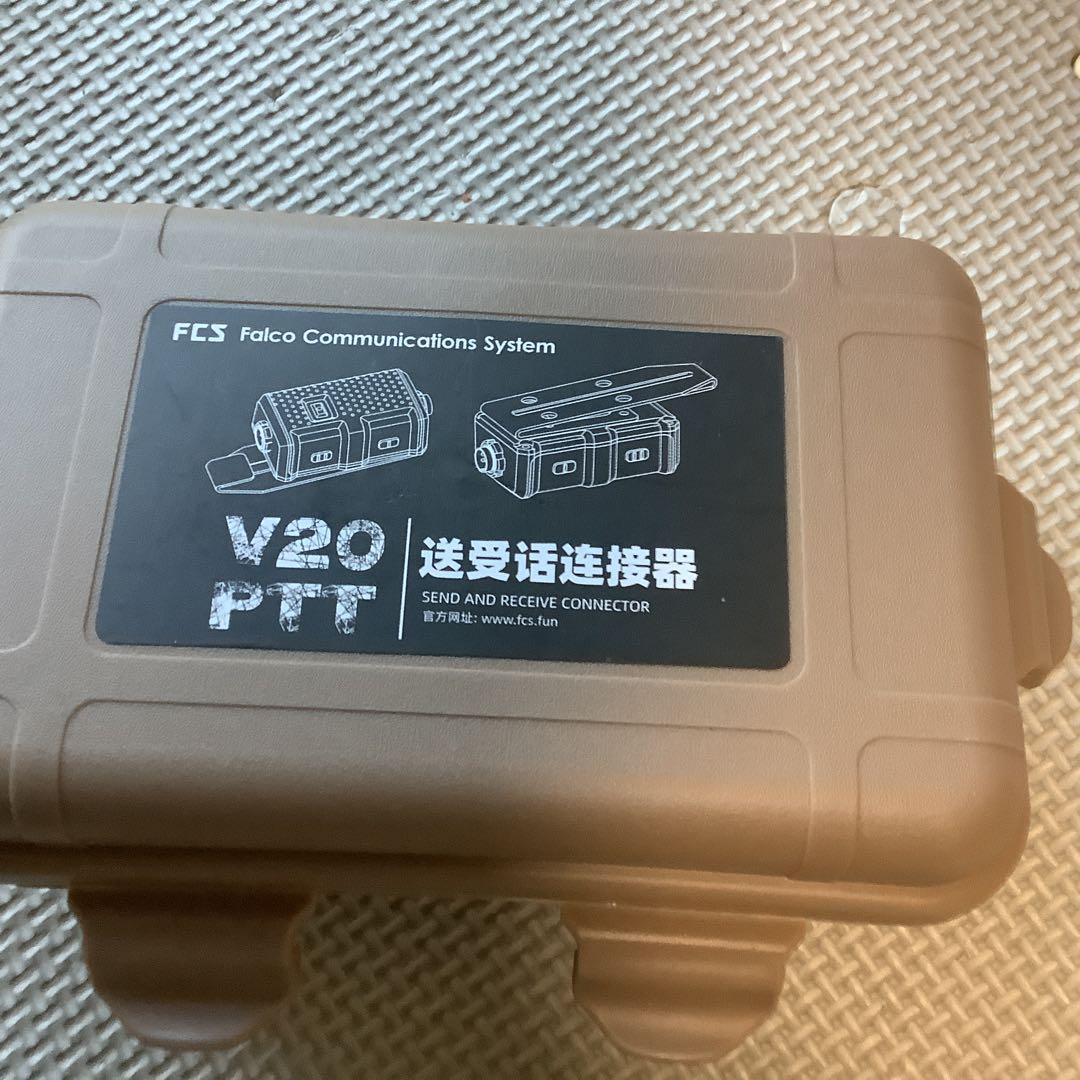 FCS Falco Communications System
V20
PTT
送受话连接器
SEND AND RECEIVE CONNECTOR
官方网址: www.fcs.fun